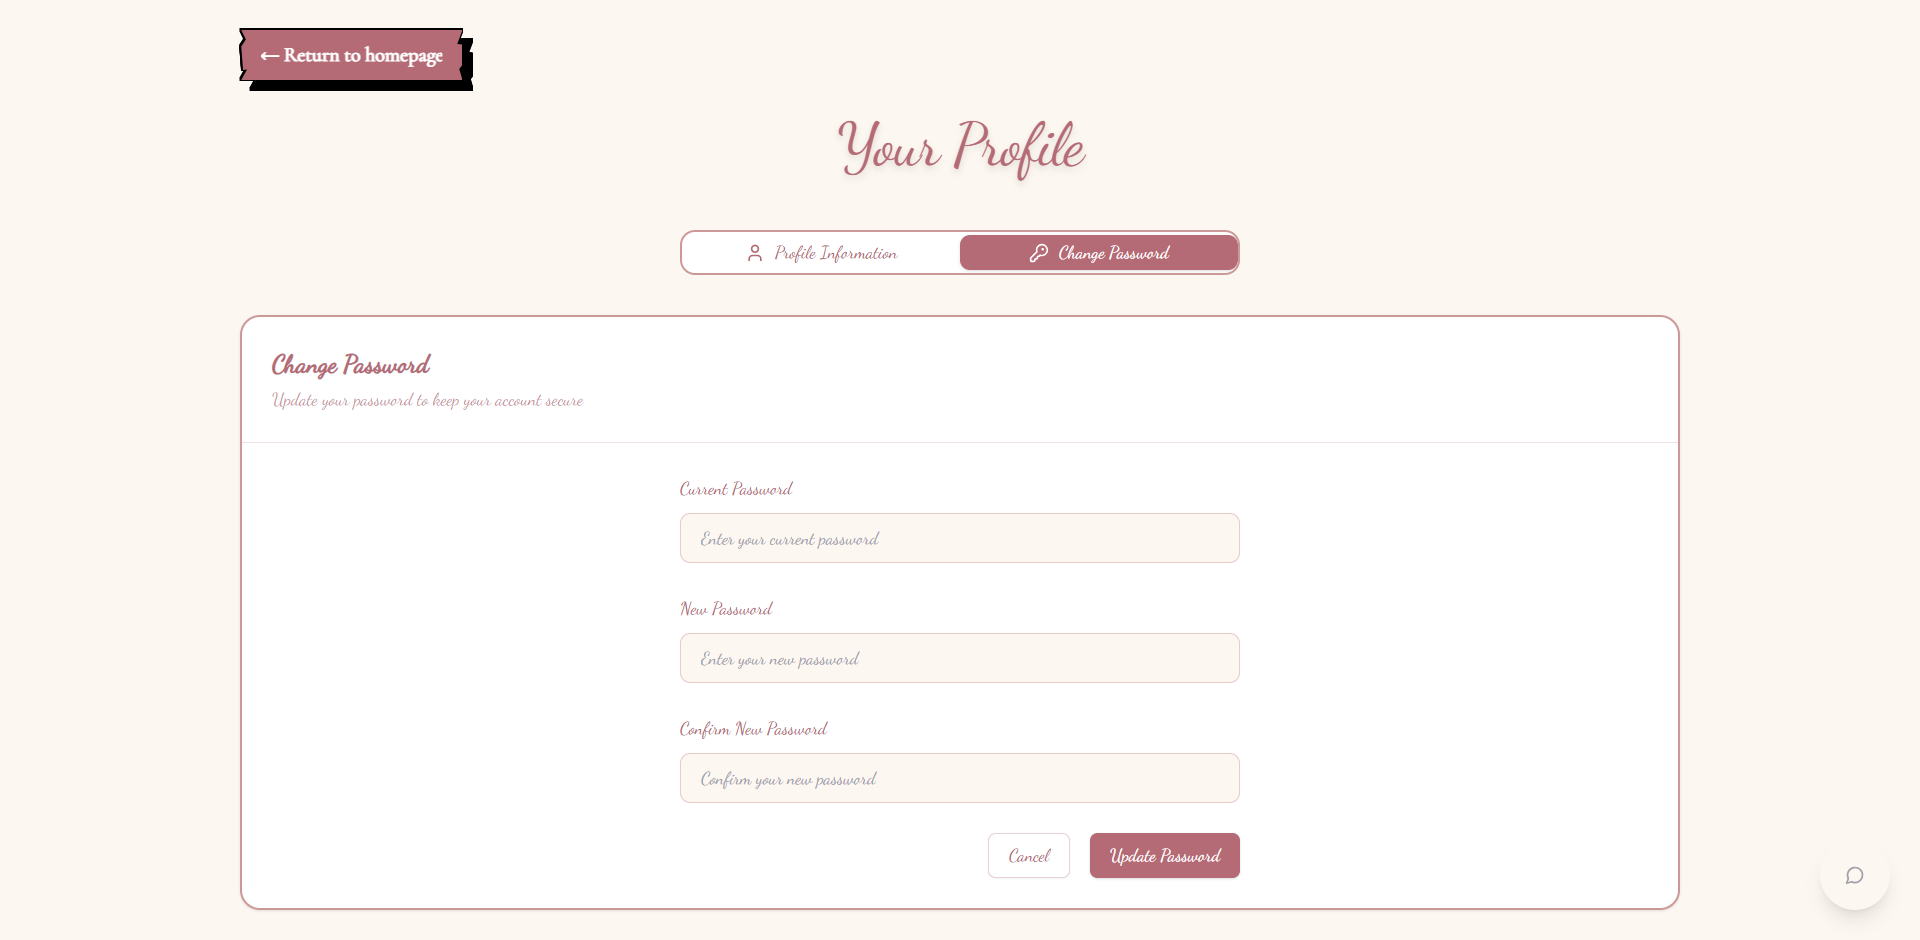 ← Return to homepage
Your Profile
Profile Information
Change Password
Change Password
Update your password to keep your account secure
Current Password
Enter your current password
New Password
Enter your new password
Confirm New Password
Confirm your new password
Cancel
Update Password